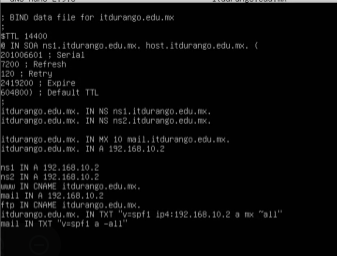 itdurango.edu.mx
; BIND data file for itdurango.edu.mx
;
$TTL 14400
@ IN SOA ns1.itdurango.edu.mx. host.itdurango.edu.mx. (
201006601 ; Serial
7200 ; Refresh
120 ; Retry
2419200 ; Expire
604800) ; Default TTL
;
itdurango.edu.mx. IN NS ns1.itdurango.edu.mx.
itdurango.edu.mx. IN NS ns2.itdurango.edu.mx.
itdurango.edu.mx. IN MX 10 mail.itdurango.edu.mx.
itdurango.edu.mx. IN A 192.168.10.2
ns1 IN A 192.168.10.2
ns2 IN A 192.168.10.2
www IN CNAME itdurango.edu.mx.
mail IN A 192.168.10.2
ftp IN CNAME itdurango.edu.mx.
itdurango.edu.mx. IN TXT "v=spf1 ip4:192.168.10.2 a mx ~all"
mail IN TXT "v=spf1 a -all"